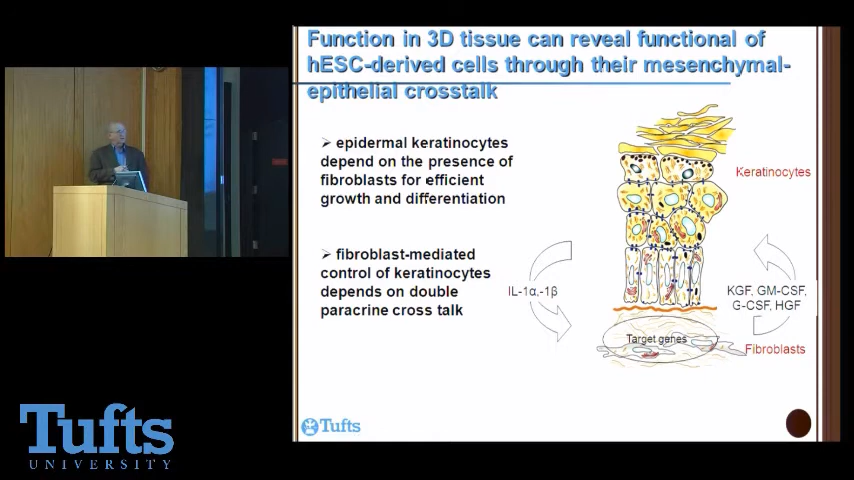 Function in 3D tissue can reveal functional of
hESC-derived cells through their mesenchymal-
epithelial crosstalk
➢ epidermal keratinocytes
depend on the presence of
fibroblasts for efficient
growth and differentiation
➢ fibroblast-mediated
control of keratinocytes
depends on double
paracrine cross talk
Keratinocytes
IL-1α,-1β
KGF, GM-CSF,
G-CSF, HGF
Target genes
Fibroblasts
Tufts
Tufts
UNIVERSITY